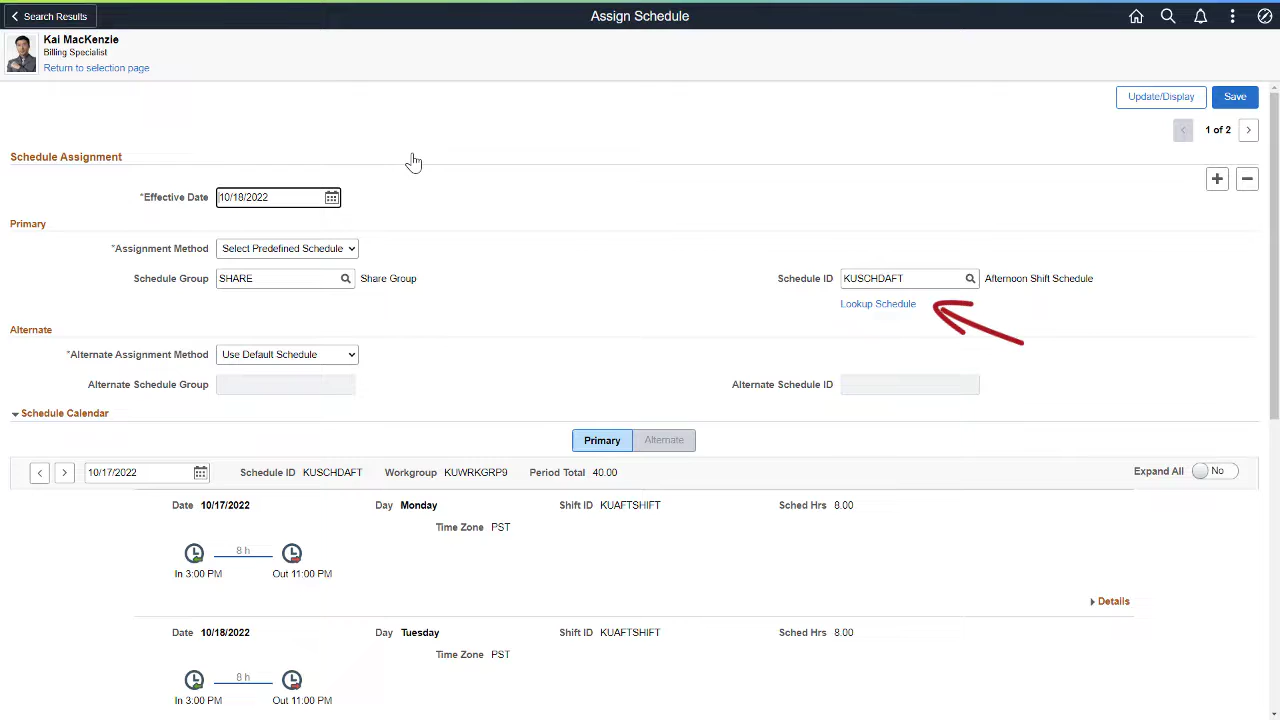 Search Results
Assign Schedule
Kai MacKenzie
Billing Specialist
Return to selection page
Update/Display Save
1 of 2
Schedule Assignment
*Effective Date 10/18/2022
Primary
*Assignment Method Select Predefined Schedule
Schedule Group SHARE Share Group Schedule ID KUSCHDAFT Afternoon Shift Schedule
Lookup Schedule
Alternate
*Alternate Assignment Method Use Default Schedule
Alternate Schedule Group Alternate Schedule ID
Schedule Calendar
Primary Alternate
10/17/2022 Schedule ID KUSCHDAFT Workgroup KUWRKGRP9 Period Total 40.00 Expand All No
Date 10/17/2022 Day Monday Shift ID KUAFTSHIFT Sched Hrs 8.00
Time Zone PST
8 h
In 3:00 PM Out 11:00 PM
Details
Date 10/18/2022 Day Tuesday Shift ID KUAFTSHIFT Sched Hrs 8.00
Time Zone PST
8 h
In 3:00 PM Out 11:00 PM